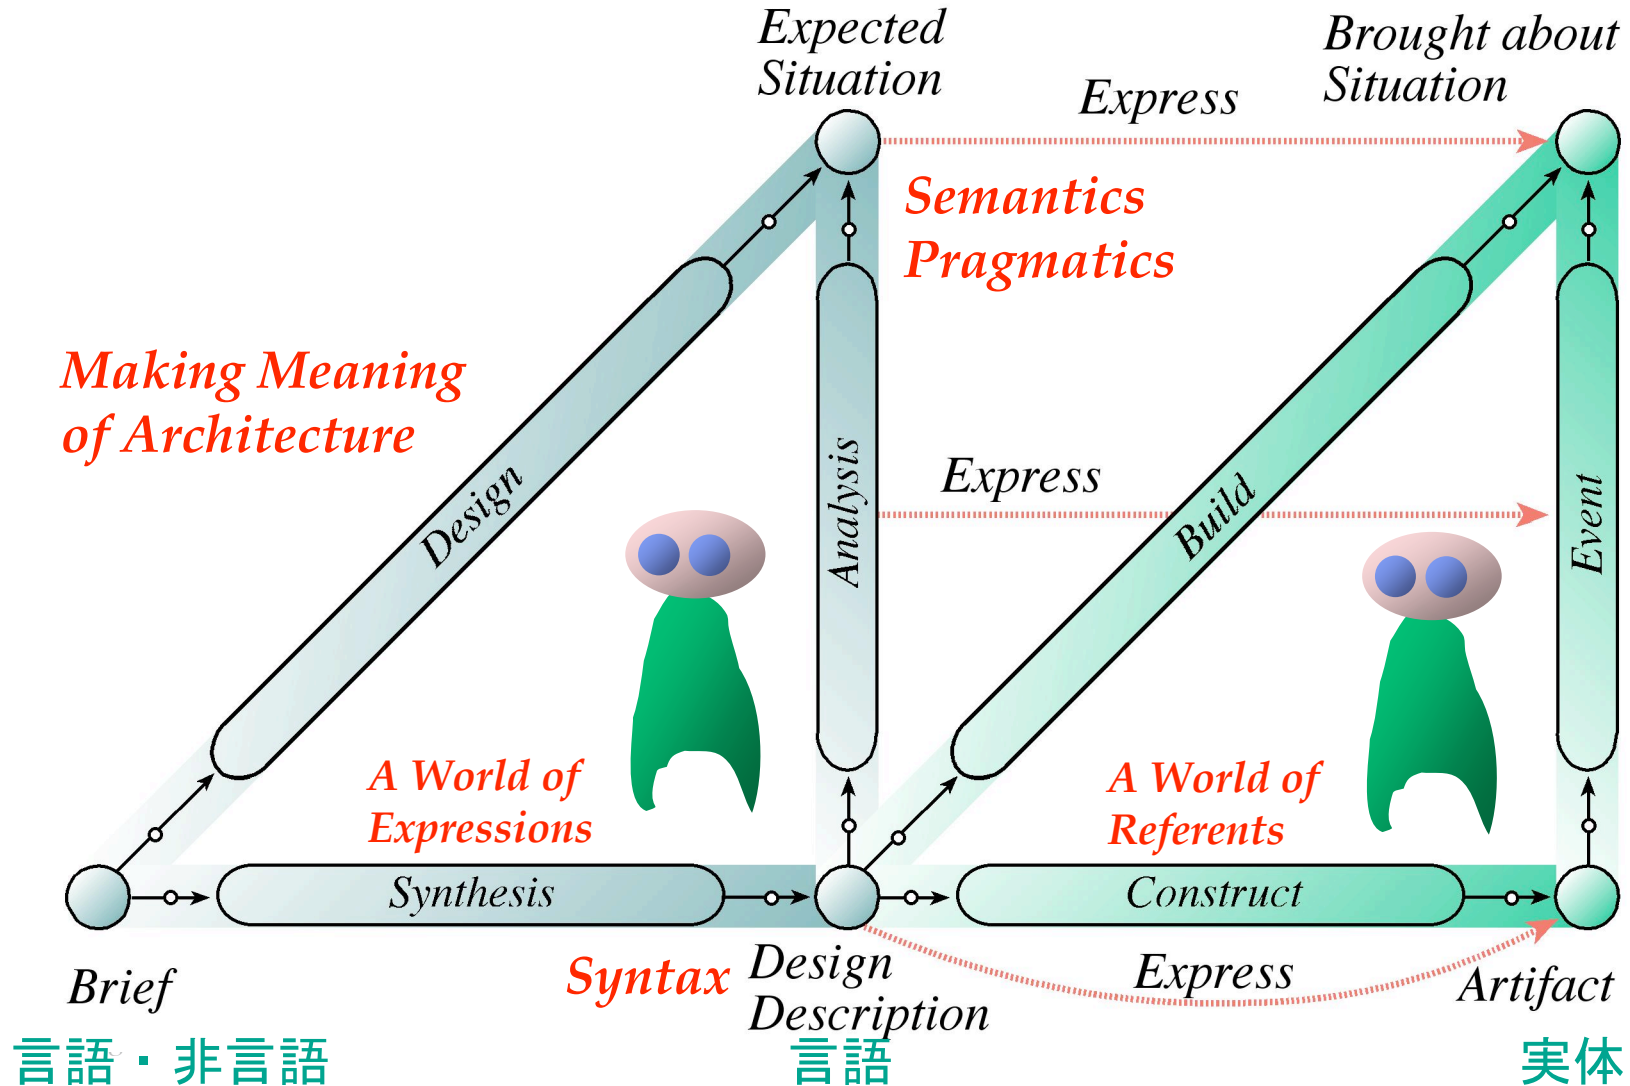 Expected
Situation
Brought about
Situation
Express
Semantics
Pragmatics
Making Meaning
of Architecture
Design
Analysis
Express
Build
Event
A World of
Expressions
A World of
Referents
Synthesis
Construct
Brief
Syntax
Design
Description
Express
Artifact
言語・非言語
言語
実体